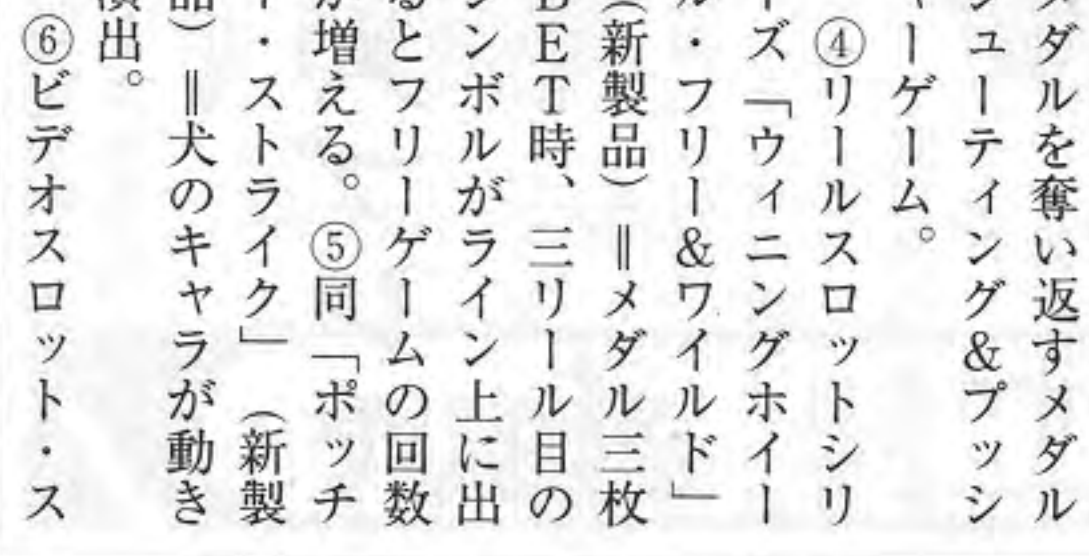 メダルを奪い返すメダル
シューティング&プッシ
ャーゲーム。
　④リールスロットシリ
ーズ「ウィニングホイー
ル・フリー&ワイルド」
(新製品)＝メダル三枚
BET時、三リール目の
シンボルがライン上に出
るとフリーゲームの回数
が増える。⑤同「ポッチ
イ・ストライク」(新製
品)＝犬のキャラが動き
演出。
　⑥ビデオスロット・ス